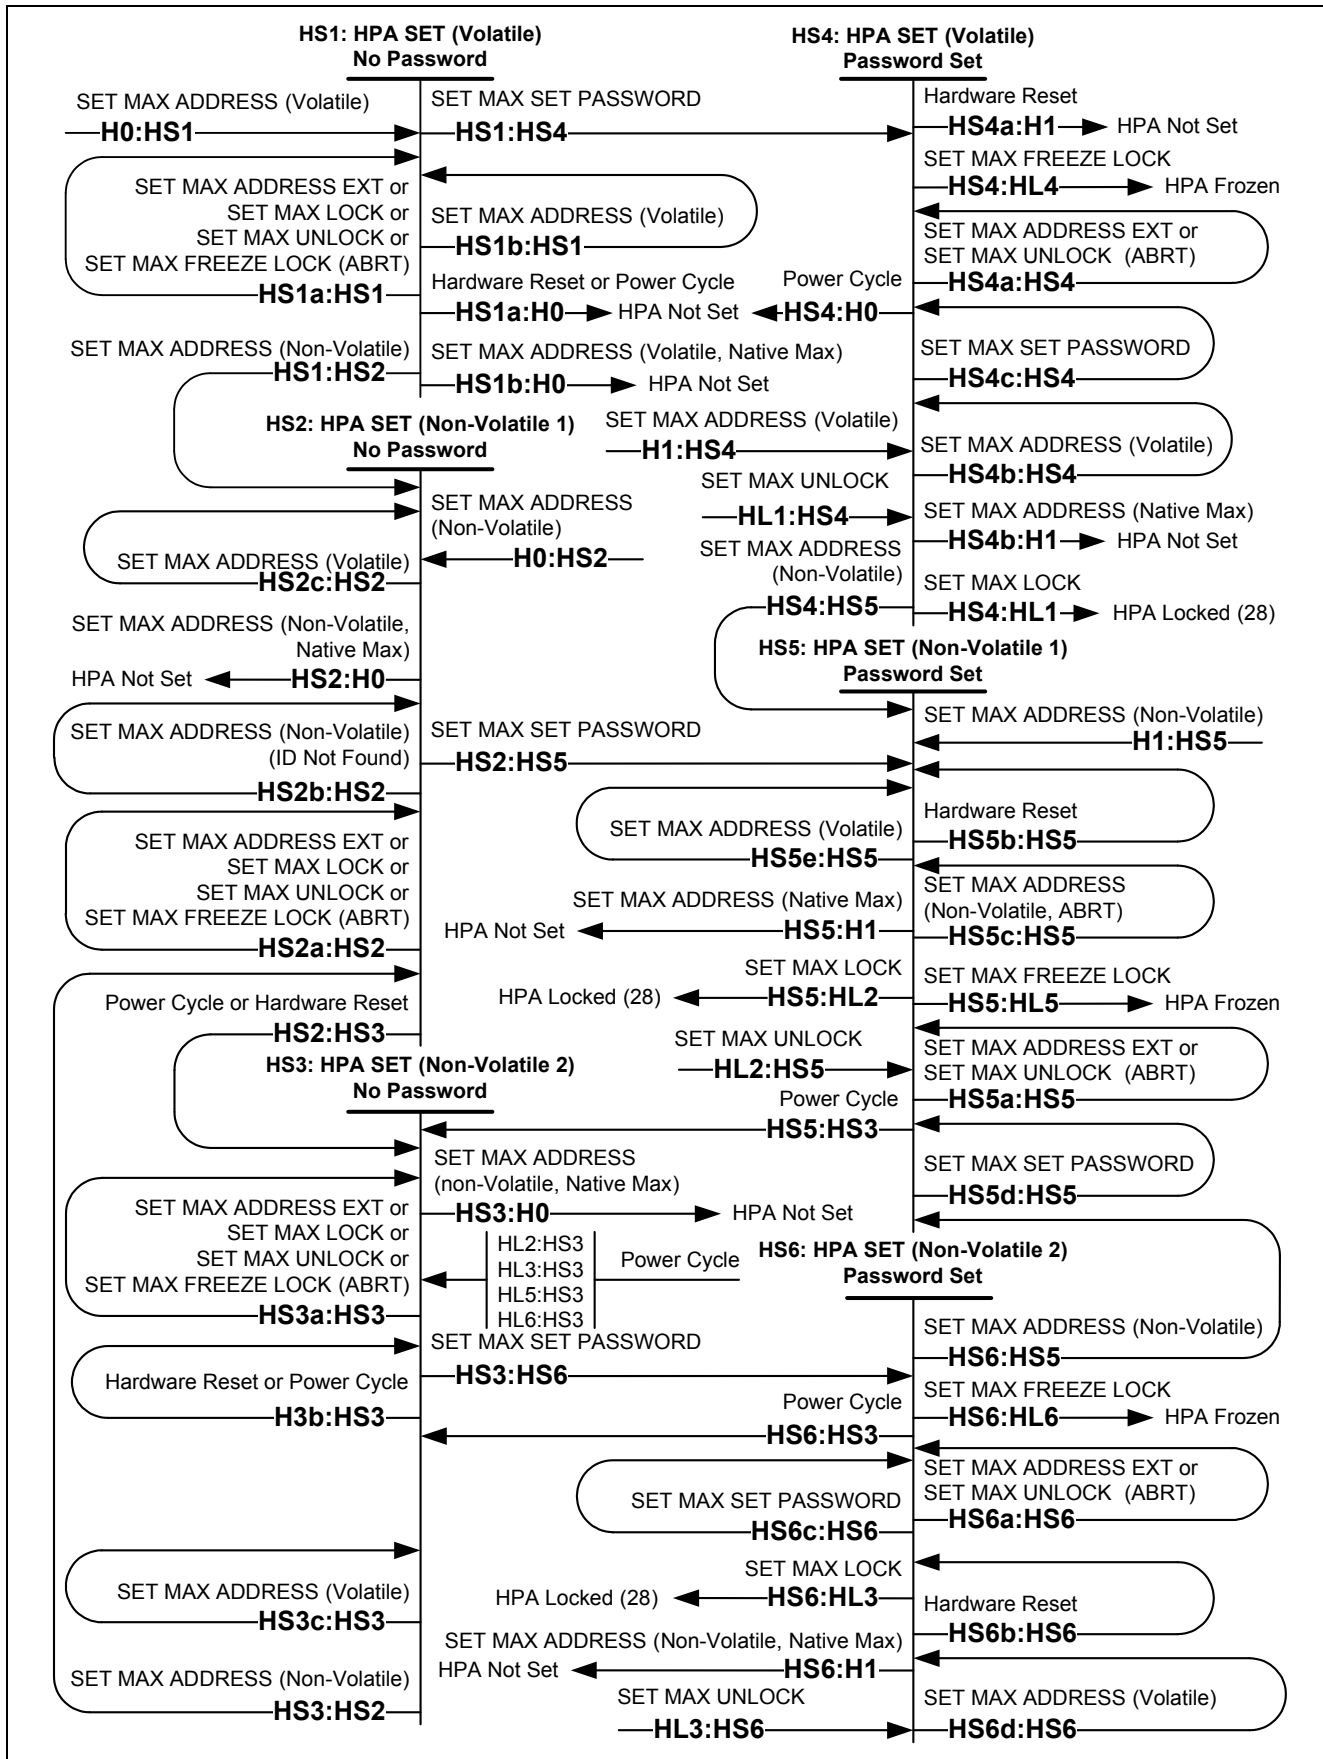 HS1: HPA SET (Volatile)
No Password
SET MAX ADDRESS (Volatile)
H0:HS1
SET MAX SET PASSWORD
HS1:HS4
SET MAX ADDRESS EXT or
SET MAX LOCK or
SET MAX UNLOCK or
SET MAX FREEZE LOCK (ABRT)
HS1a:HS1
SET MAX ADDRESS (Volatile)
HS1b:HS1
Hardware Reset or Power Cycle
HS1a:H0
HPA Not Set
SET MAX ADDRESS (Non-Volatile)
HS1:HS2
SET MAX ADDRESS (Volatile, Native Max)
HS1b:H0
HPA Not Set
HS2: HPA SET (Non-Volatile 1)
No Password
SET MAX ADDRESS
(Non-Volatile)
H0:HS2
SET MAX ADDRESS (Volatile)
HS2c:HS2
SET MAX ADDRESS (Non-Volatile,
Native Max)
HPA Not Set
HS2:H0
SET MAX ADDRESS (Non-Volatile)
(ID Not Found)
HS2b:HS2
SET MAX SET PASSWORD
HS2:HS5
SET MAX ADDRESS EXT or
SET MAX LOCK or
SET MAX UNLOCK or
SET MAX FREEZE LOCK (ABRT)
HS2a:HS2
Power Cycle or Hardware Reset
HS2:HS3
HS3: HPA SET (Non-Volatile 2)
No Password
SET MAX ADDRESS
(non-Volatile, Native Max)
HS3:H0
HPA Not Set
SET MAX ADDRESS EXT or
SET MAX LOCK or
SET MAX UNLOCK or
SET MAX FREEZE LOCK (ABRT)
HS3a:HS3
HL2:HS3
HL3:HS3
HL5:HS3
HL6:HS3
Power Cycle
SET MAX SET PASSWORD
HS3:HS6
Hardware Reset or Power Cycle
H3b:HS3
SET MAX ADDRESS (Volatile)
HS3c:HS3
SET MAX ADDRESS (Non-Volatile)
HS3:HS2
HS4: HPA SET (Volatile)
Password Set
Hardware Reset
HS4a:H1
HPA Not Set
SET MAX FREEZE LOCK
HS4:HL4
HPA Frozen
SET MAX ADDRESS EXT or
SET MAX UNLOCK (ABRT)
HS4a:HS4
Power Cycle
HS4:H0
SET MAX SET PASSWORD
HS4c:HS4
SET MAX ADDRESS (Volatile)
H1:HS4
SET MAX ADDRESS (Volatile)
HS4b:HS4
SET MAX UNLOCK
HL1:HS4
SET MAX ADDRESS (Native Max)
HS4b:H1
HPA Not Set
SET MAX ADDRESS
(Non-Volatile)
HS4:HS5
SET MAX LOCK
HS4:HL1
HPA Locked (28)
HS5: HPA SET (Non-Volatile 1)
Password Set
SET MAX ADDRESS (Non-Volatile)
H1:HS5
Hardware Reset
HS5b:HS5
SET MAX ADDRESS (Volatile)
HS5e:HS5
SET MAX ADDRESS
(Non-Volatile, ABRT)
HS5c:HS5
SET MAX ADDRESS (Native Max)
HPA Not Set
HS5:H1
SET MAX LOCK
HPA Locked (28)
HS5:HL2
SET MAX FREEZE LOCK
HS5:HL5
HPA Frozen
SET MAX UNLOCK
HL2:HS5
SET MAX ADDRESS EXT or
SET MAX UNLOCK (ABRT)
HS5a:HS5
Power Cycle
HS5:HS3
SET MAX SET PASSWORD
HS5d:HS5
HS6: HPA SET (Non-Volatile 2)
Password Set
SET MAX ADDRESS (Non-Volatile)
HS6:HS5
SET MAX FREEZE LOCK
HS6:HL6
HPA Frozen
Power Cycle
HS6:HS3
SET MAX ADDRESS EXT or
SET MAX UNLOCK (ABRT)
HS6a:HS6
SET MAX SET PASSWORD
HS6c:HS6
SET MAX LOCK
HPA Locked (28)
HS6:HL3
Hardware Reset
HS6b:HS6
SET MAX ADDRESS (Non-Volatile, Native Max)
HPA Not Set
HS6:H1
SET MAX UNLOCK
HL3:HS6
SET MAX ADDRESS (Volatile)
HS6d:HS6